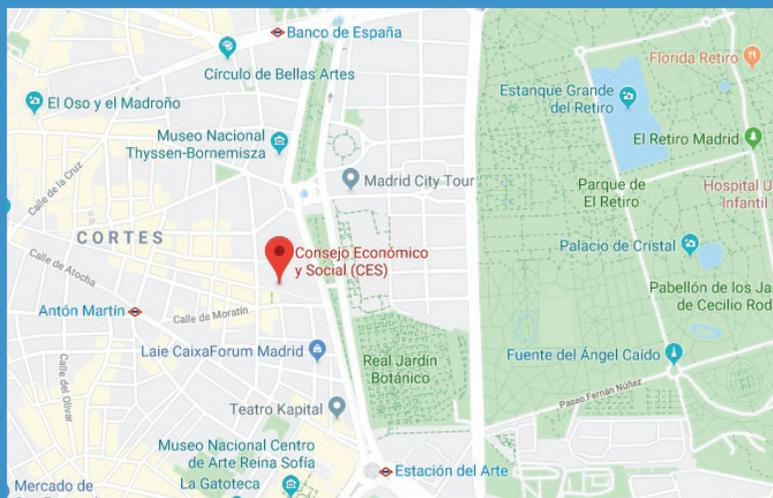 Banco de España
Círculo de Bellas Artes
El Oso y el Madroño
Museo Nacional
Thyssen-Bornemisza
Calle de la Cruz
Madrid City Tour
CORTES
Calle de Atocha
Consejo Económico
y Social (CES)
Antón Martín
Calle de Moratín
Laie CaixaForum Madrid
Calle del Olivar
Teatro Kapital
Museo Nacional Centro
de Arte Reina Sofía
La Gatoteca
Mercado de
Estación del Arte
Real Jardín
Botánico
Florida Retiro
Estanque Grande
del Retiro
El Retiro Madrid
Parque de
El Retiro
Hospital U
Infantil
Palacio de Cristal
Pabellón de los Ja
de Cecilio Rod
Fuente del Ángel Caído
Paseo Fernán Núñez